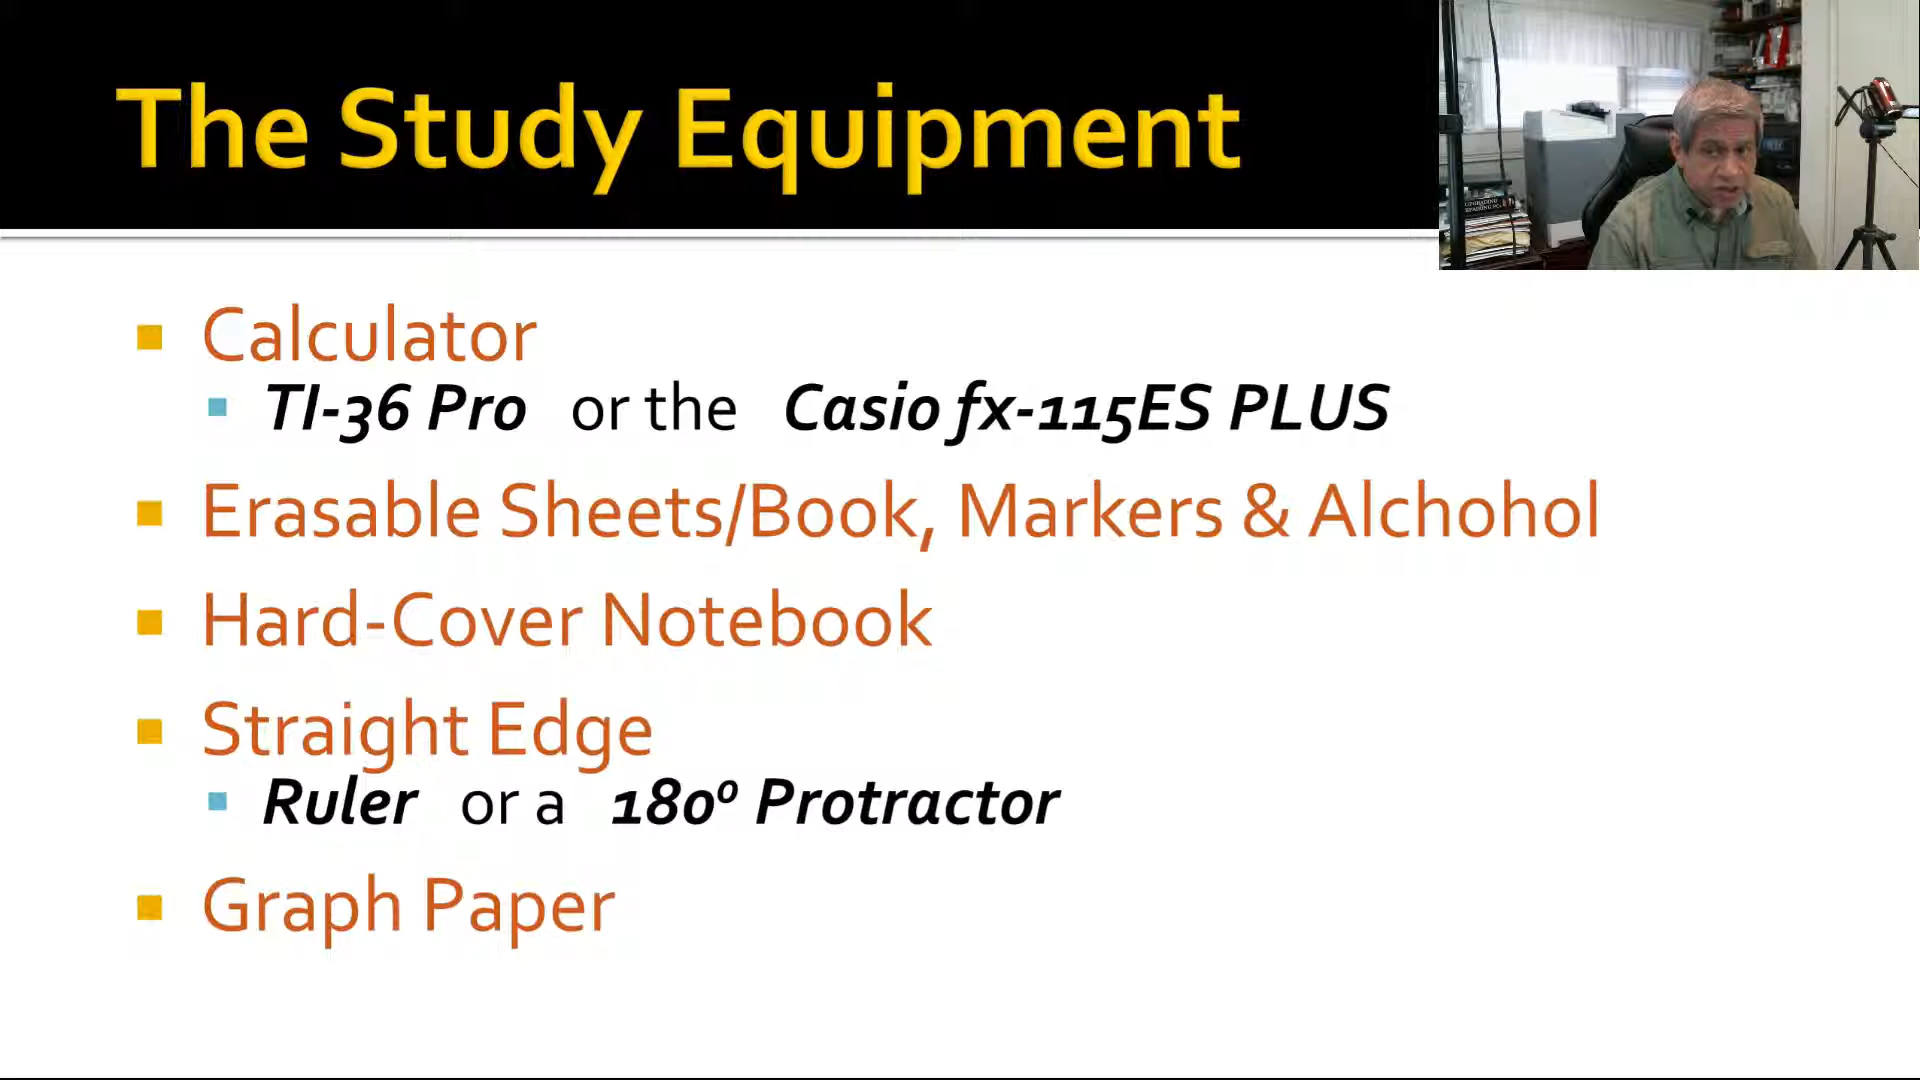 The Study Equipment
Calculator
TI-36 Pro or the Casio fx-115ES PLUS
Erasable Sheets/Book, Markers & Alchohol
Hard-Cover Notebook
Straight Edge
Ruler or a 180º Protractor
Graph Paper